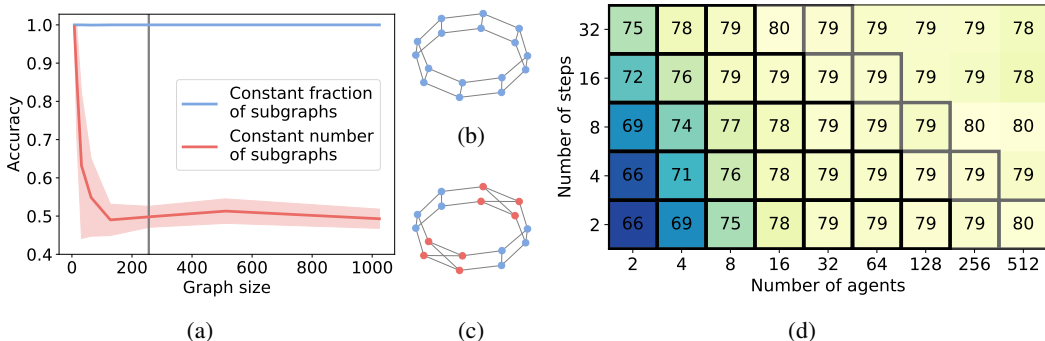 1.0
0.9
0.8
0.7
0.6
0.5
0.4
Accuracy
Constant fraction
of subgraphs
Constant number
of subgraphs
0 200 400 600 800 1000
Graph size
(a)
(b)
(c)
Number of steps
32 75 78 79 80 79 79 79 79 78
16 72 76 79 79 79 79 79 79 78
8 69 74 77 78 79 79 79 80 80
4 66 71 76 78 79 79 79 79 79
2 66 69 75 78 79 79 79 79 80
2 4 8 16 32 64 128 256 512
Number of agents
(d)